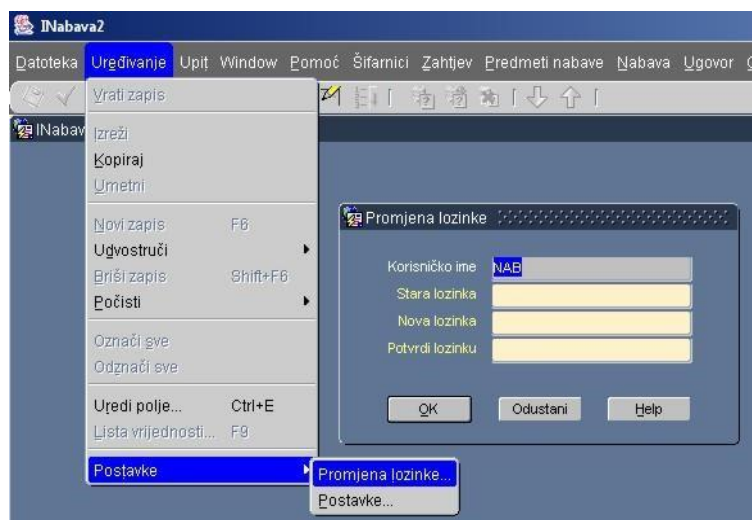 INabava2
Datoteka Uređivanje Upit Window Pomoć Šifarnici Zahtjev Predmeti nabave Nabava Ugovor
INabav
Vrati zapis
Izreži
Kopiraj
Umetni
Novi zapis F6
Udvostruči
Briši zapis Shift+F6
Počisti
Označi sve
Odznači sve
Uredi polje... Ctrl+E
Lista vrijednosti... F9
Postavke
Promjena lozinke...
Postavke...
Promjena lozinke
Korisničko ime NAB
Stara lozinka
Nova lozinka
Potvrdi lozinku
OK Odustani Help